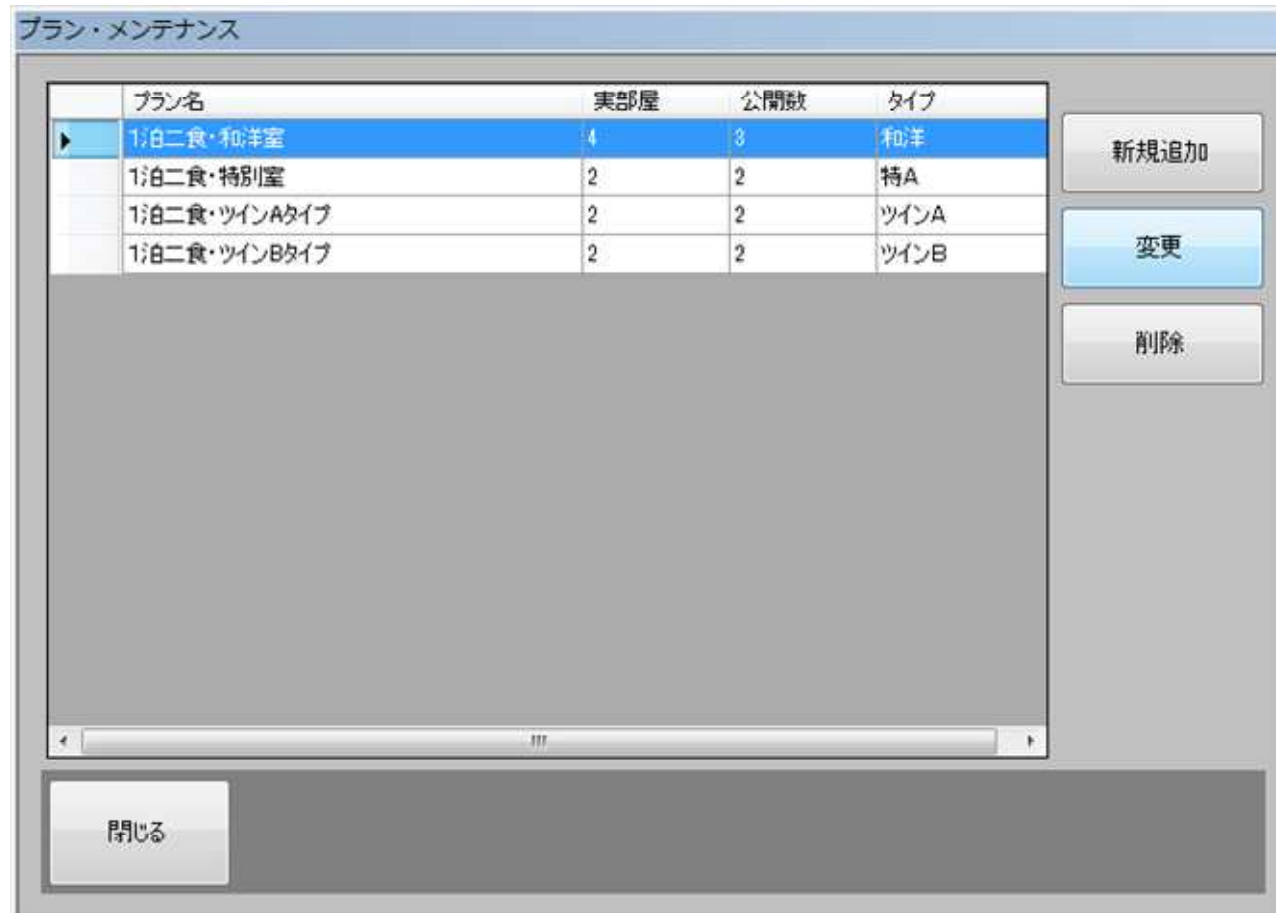 プラン・メンテナンス
プラン名 実部屋 公開数 タイプ
1泊二食・和洋室 4 3 和洋
1泊二食・特別室 2 2 特A
1泊二食・ツインAタイプ 2 2 ツインA
1泊二食・ツインBタイプ 2 2 ツインB
新規追加
変更
削除
閉じる